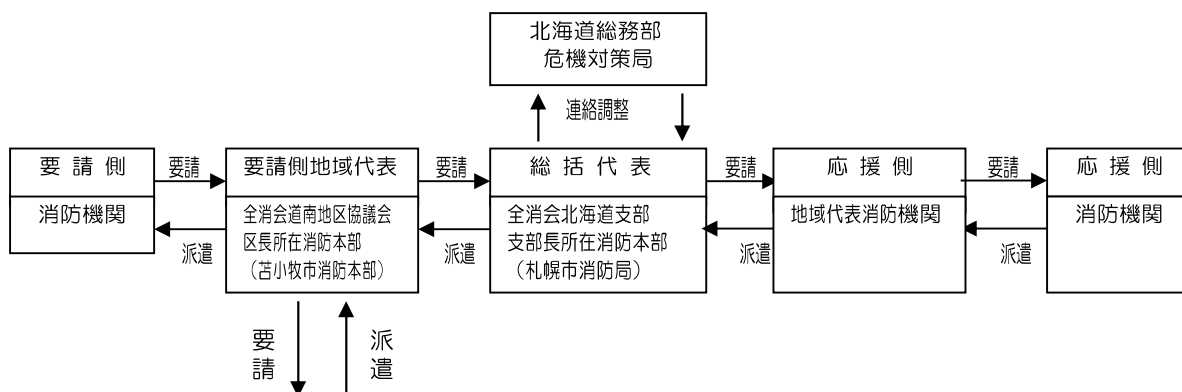 北海道総務部
危機対策局
連絡調整
要請側
消防機関
要請
派遣
要請側地域代表
全消会道南地区協議会
区長所在消防本部
（苫小牧市消防本部）
要請
派遣
総括代表
全消会北海道支部
支部長所在消防本部
（札幌市消防局）
要請
派遣
応援側
地域代表消防機関
要請
派遣
応援側
消防機関
要請
派遣